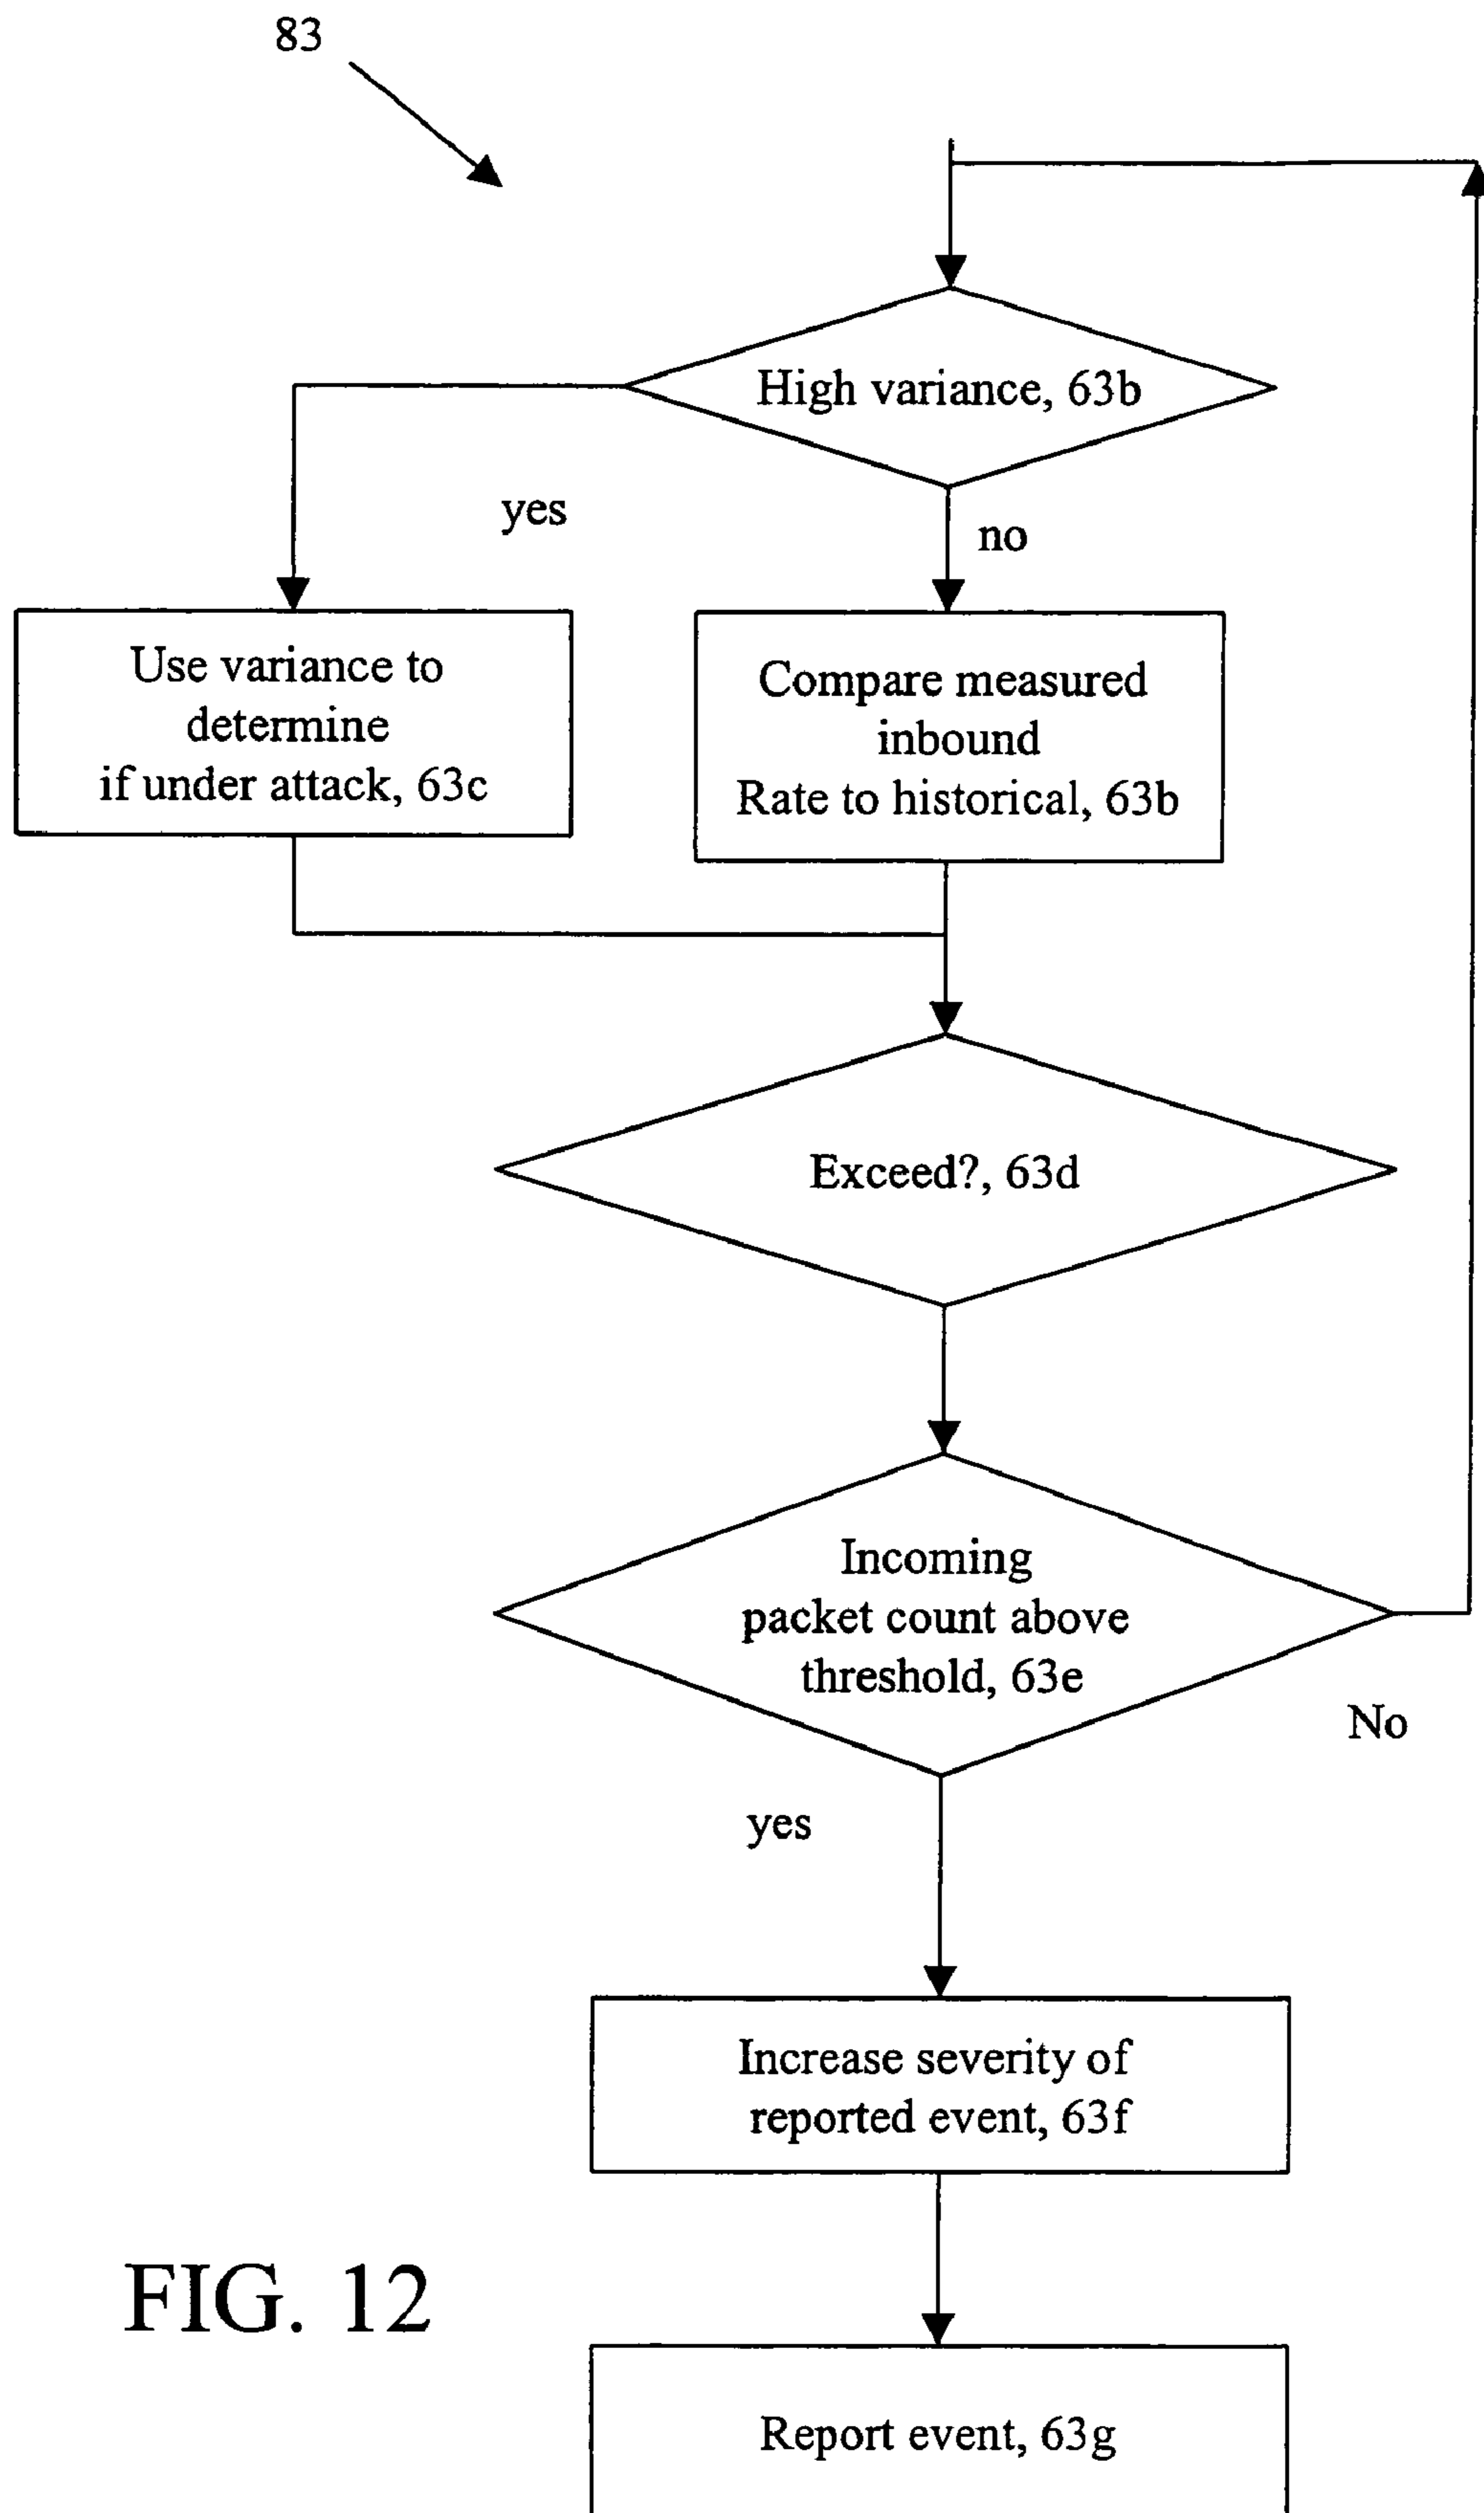 83
High variance, 63b
yes
no
Use variance to
determine
if under attack, 63c
Compare measured
inbound
Rate to historical, 63b
Exceed?, 63d
Incoming
packet count above
threshold, 63e
No
yes
Increase severity of
reported event, 63f
FIG. 12
Report event, 63g